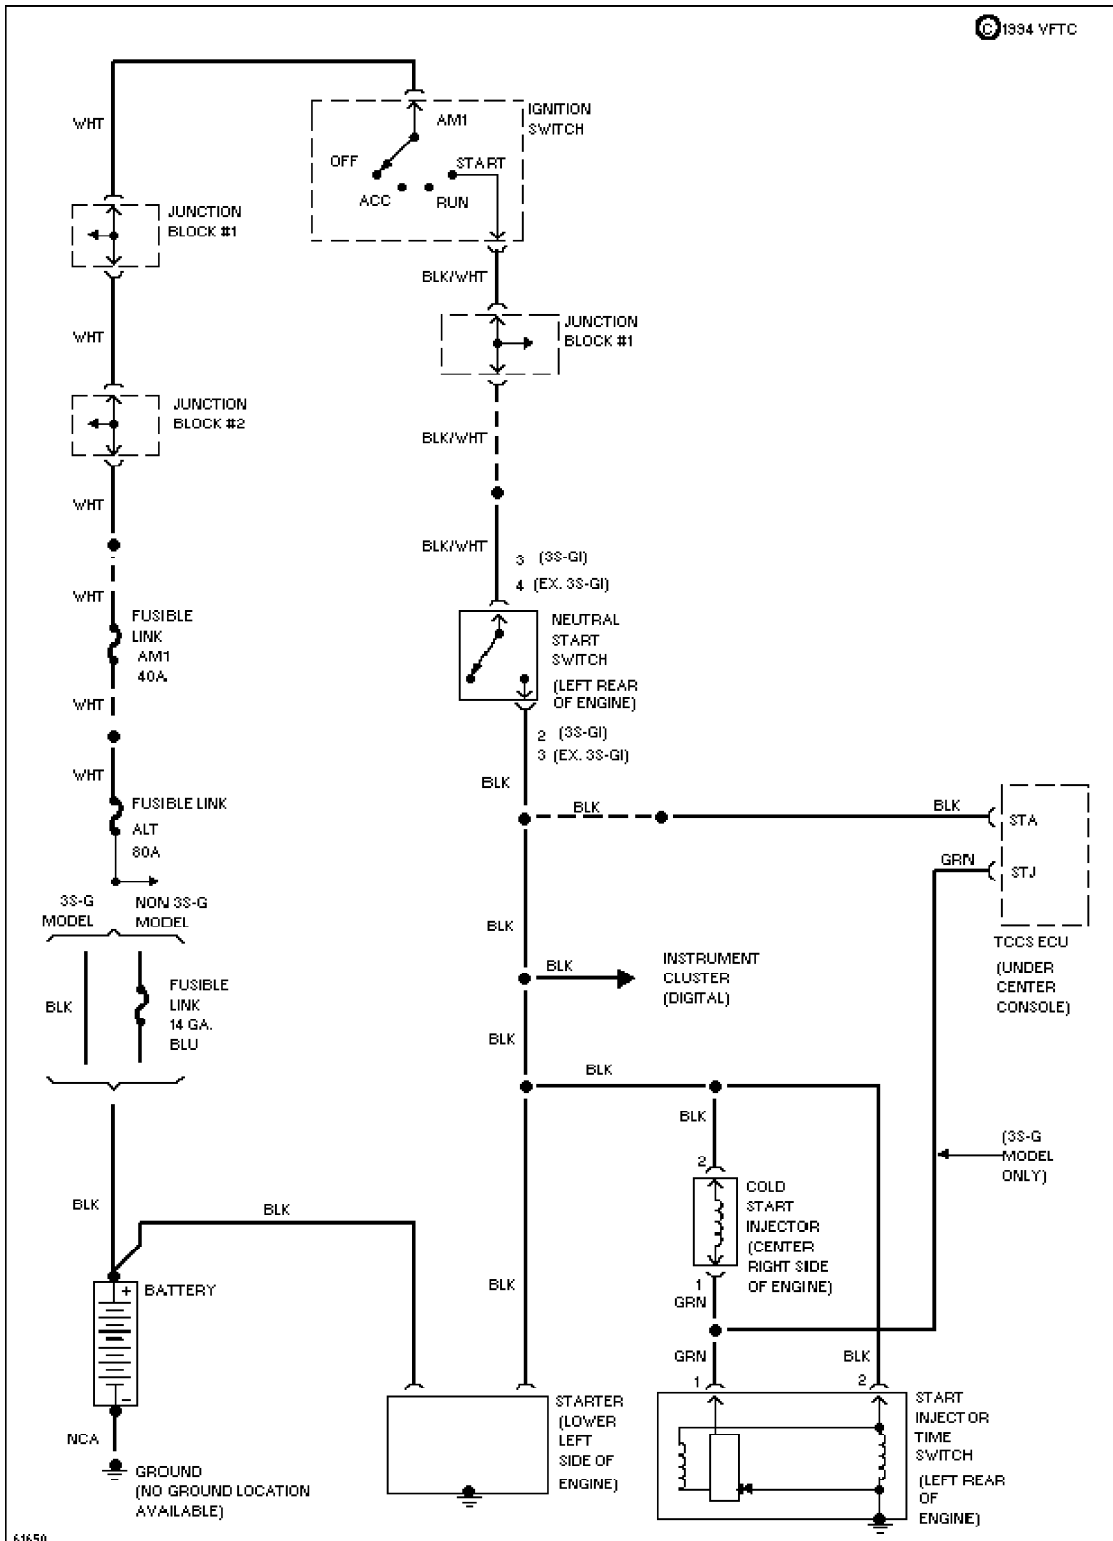 © 1994 VFTC
WHT
IGNITION
SWITCH
AM1
OFF
START
ACC
RUN
JUNCTION
BLOCK #1
BLK/WHT
WHT
JUNCTION
BLOCK #1
JUNCTION
BLOCK #2
BLK/WHT
WHT
BLK/WHT
3 (3S-GI)
4 (EX. 3S-GI)
WHT
FUSIBLE
LINK
AM1
40A.
NEUTRAL
START
SWITCH
(LEFT REAR
OF ENGINE)
WHT
2 (3S-GI)
3 (EX. 3S-GI)
WHT
BLK
FUSIBLE LINK
ALT
80A
BLK
BLK
STA
GRN
STJ
TCCS ECU
(UNDER
CENTER
CONSOLE)
3S-G
MODEL
NON 3S-G
MODEL
BLK
BLK
INSTRUMENT
CLUSTER
(DIGITAL)
BLK
FUSIBLE
LINK
14 GA.
BLU
BLK
BLK
BLK
(3S-G
MODEL
ONLY)
2
COLD
START
INJECTOR
(CENTER
RIGHT SIDE
OF ENGINE)
1
GRN
BLK
BLK
BLK
+
BATTERY
-
GRN
BLK
1
2
STARTER
(LOWER
LEFT
SIDE OF
ENGINE)
START
INJECTOR
TIME
SWITCH
(LEFT REAR
OF
ENGINE)
NCA
GROUND
(NO GROUND LOCATION
AVAILABLE)
61650